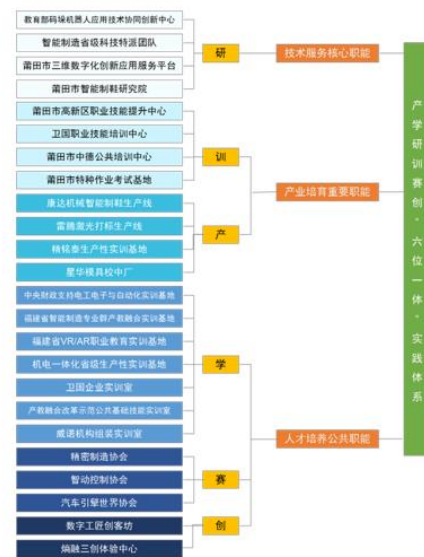 教育部码垛机器人应用技术协同创新中心
智能制造省级科技特派团队
莆田市三维数字化创新应用服务平台
莆田市智能制鞋研究院
莆田市高新区职业技能提升中心
卫国职业技能培训中心
莆田市中德公共培训中心
莆田市特种作业考试基地
康达机械智能制鞋生产线
雷腾激光打标生产线
精铭泰生产性实训基地
星华模具校中厂
中央财政支持电工电子与自动化实训基地
福建省智能制造专业群产教融合实训基地
福建省VR/AR职业教育实训基地
机电一体化省级生产性实训基地
卫国企业实训室
产教融合改革示范公共基础技能实训室
威诺机构组装实训室
精密制造协会
智动控制协会
汽车引擎世界协会
数字工匠创客坊
熵融三创体验中心
研
训
产
学
赛
创
技术服务核心职能
产业培育重要职能
人才培养公共职能
产学研训赛创“六位一体”实践体系